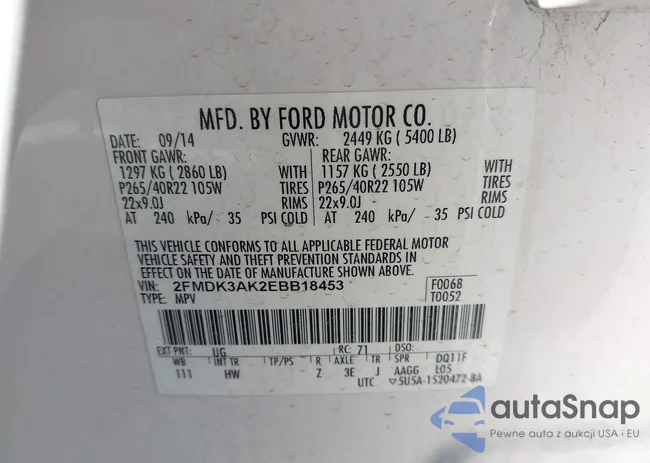 MFD. BY FORD MOTOR CO.
DATE: 09/14 GVWR: 2449 KG ( 5400 LB)
FRONT GAWR: REAR GAWR:
1297 KG ( 2860 LB) WITH 1157 KG ( 2550 LB) WITH
P265/40R22 105W TIRES P265/40R22 105W TIRES
22x9.0J RIMS 22x9.0J RIMS
AT 240 kPa/ 35 PSI COLD AT 240 kPa/ 35 PSI COLD
THIS VEHICLE CONFORMS TO ALL APPLICABLE FEDERAL MOTOR
VEHICLE SAFETY AND THEFT PREVENTION STANDARDS IN
EFFECT ON THE DATE OF MANUFACTURE SHOWN ABOVE.
VIN: 2FMDK3AK2EBB18453 F0068
TYPE: MPV T0052
EXT PNT: UG RC: 71 DSO:
WB INT TR TP/PS R AXLE TR SPR DQ11F
111 HW Z 3E J AAGG L05
UTC ▽5U5A-1520472-BA
autaSnap
Pewne auta z aukcji USA i EU